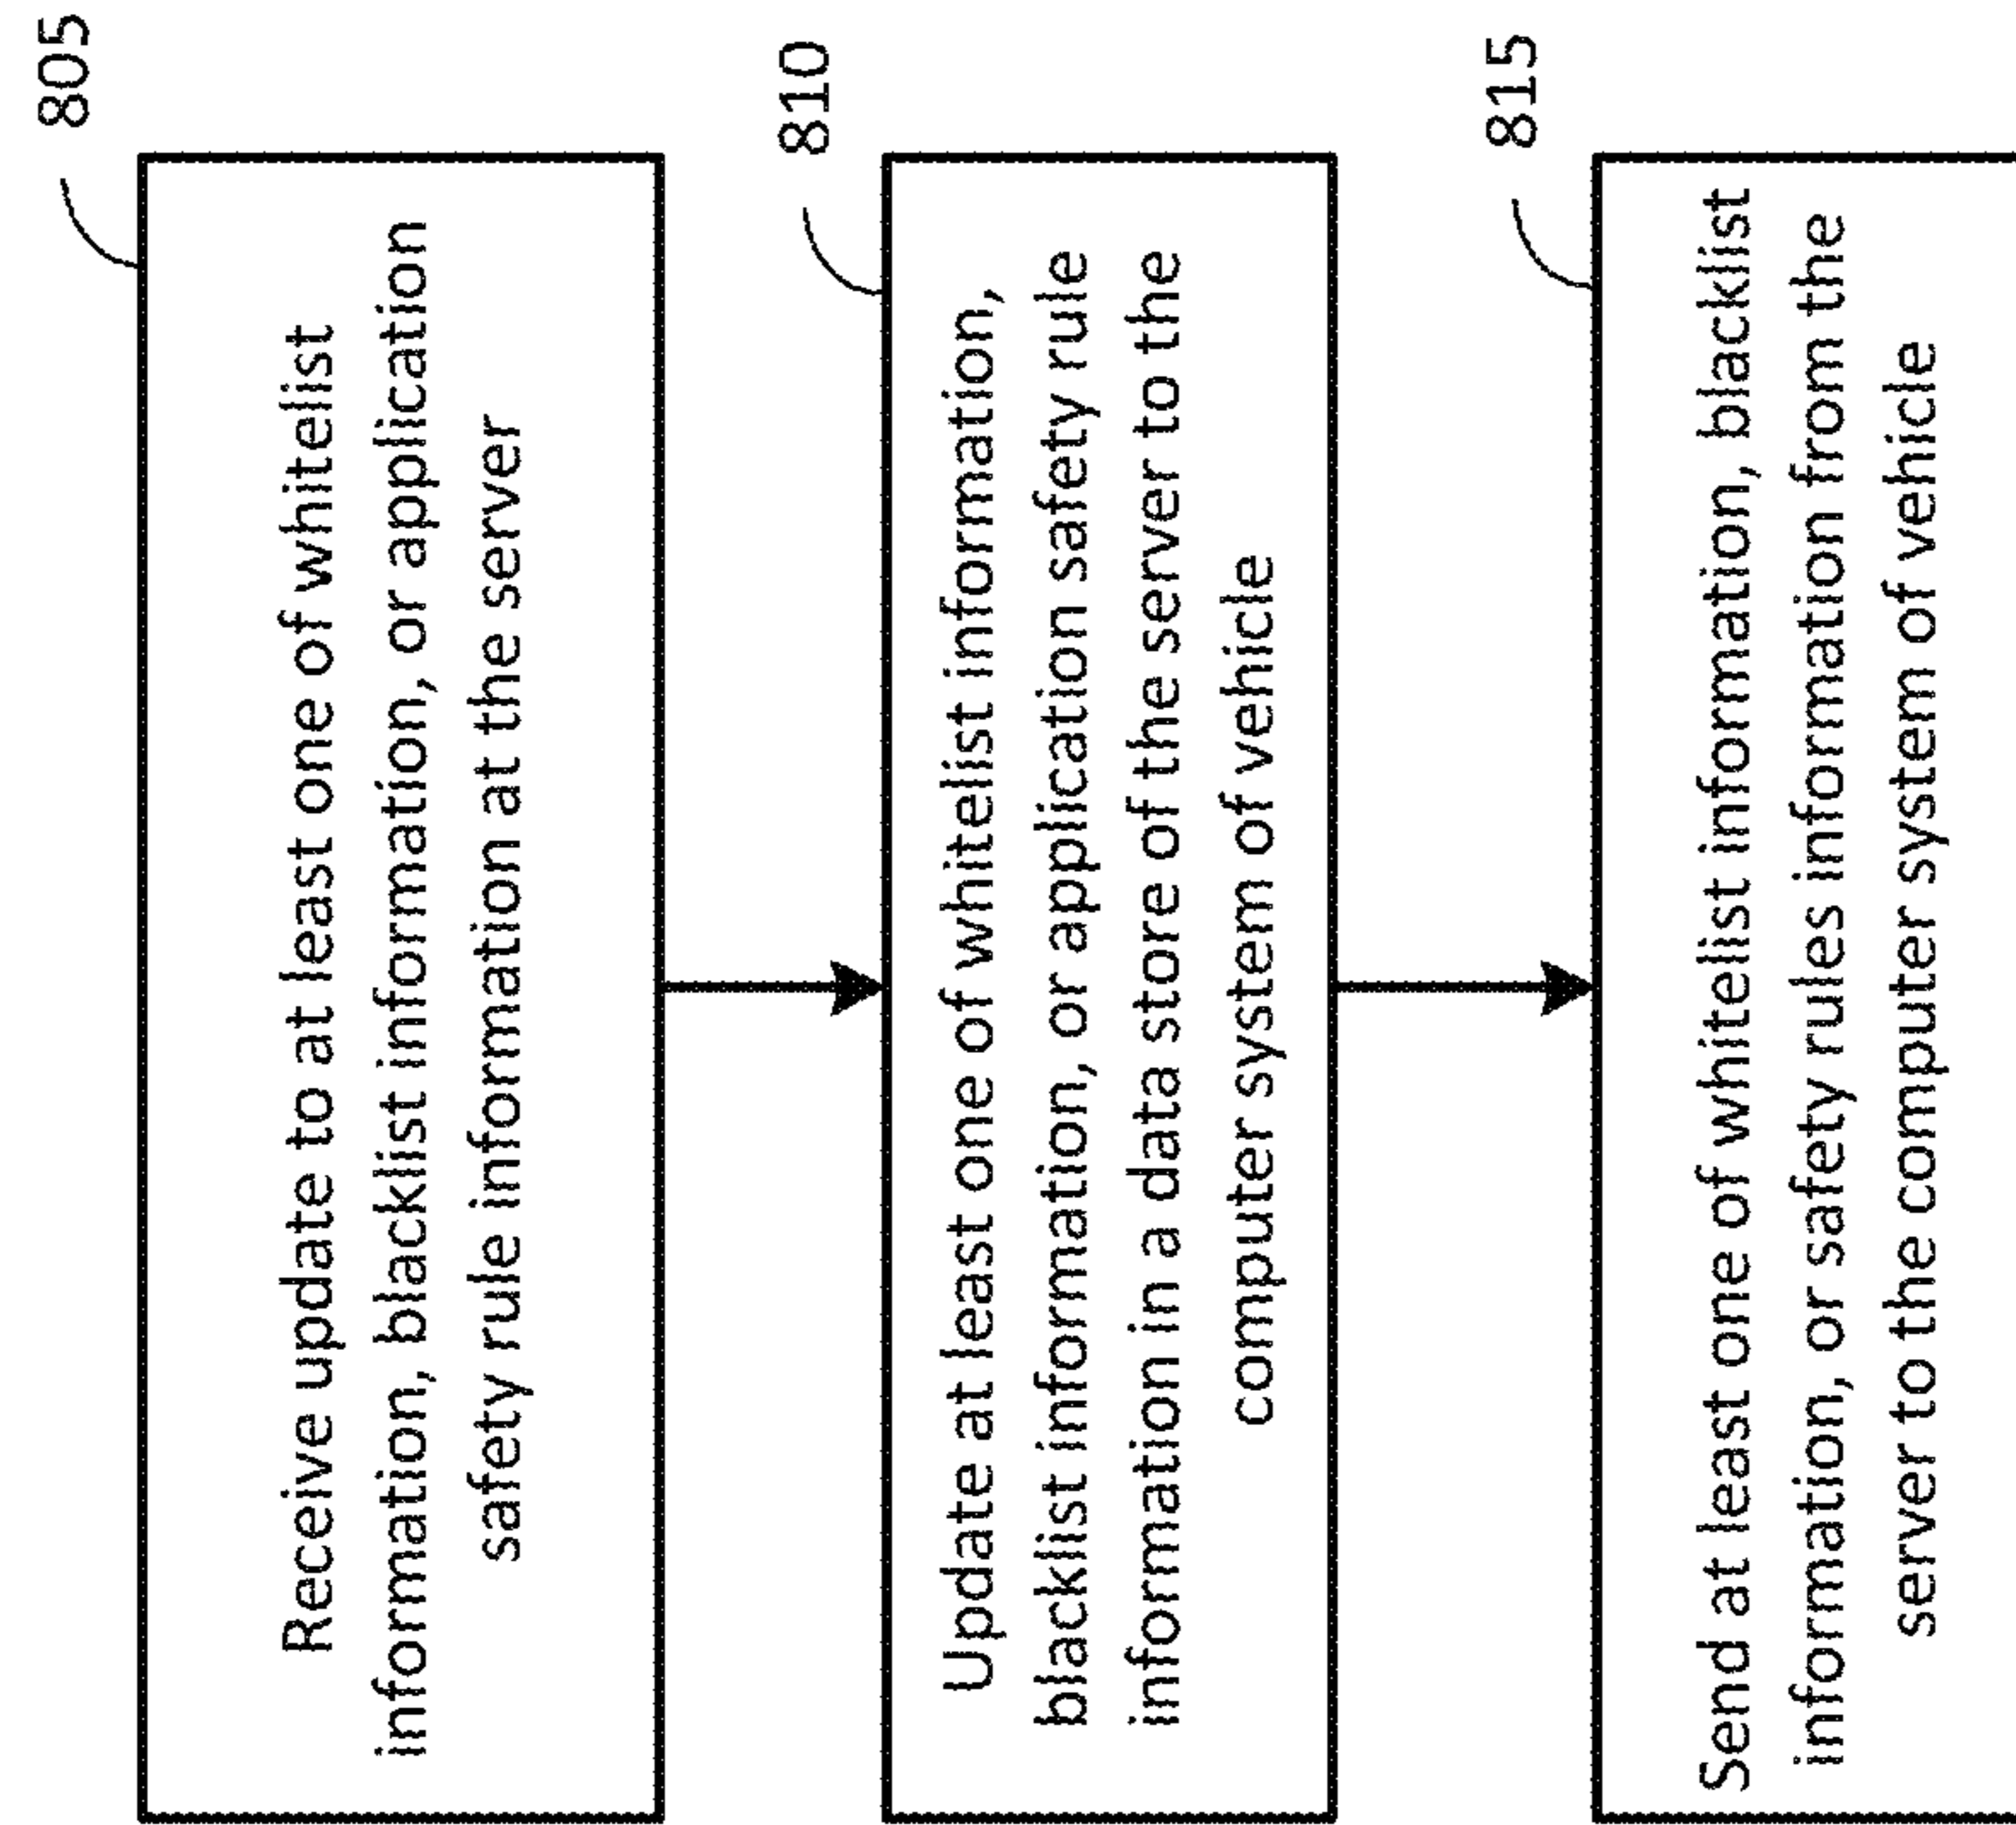 805
Receive update to at least one of whitelist
information, blacklist information, or application
safety rule information at the server
810
Update at least one of whitelist information,
blacklist information, or application safety rule
information in a data store of the server to the
computer system of vehicle
815
Send at least one of whitelist information, blacklist
information, or safety rules information from the
server to the computer system of vehicle